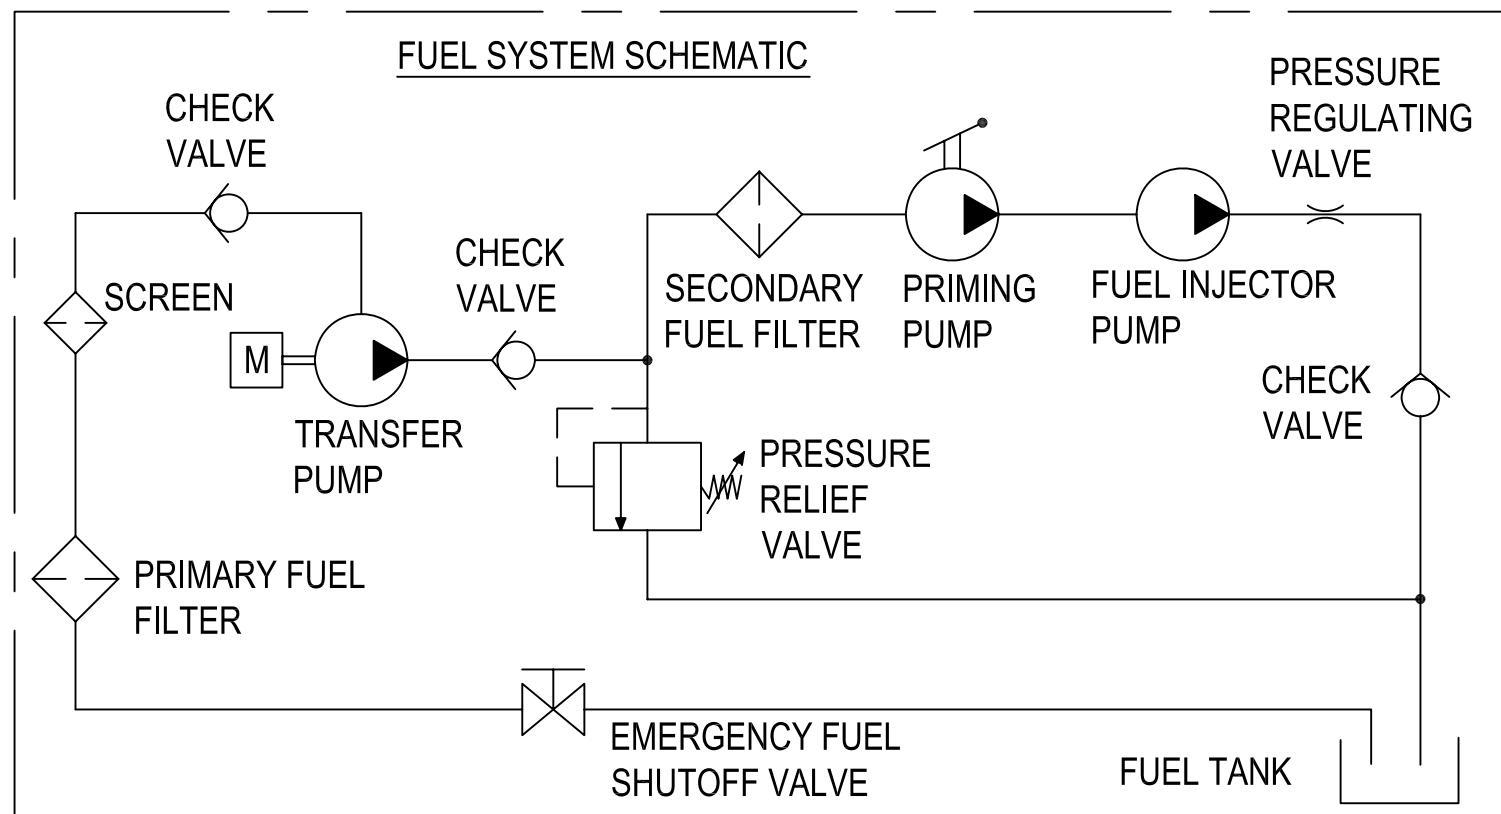 FUEL SYSTEM SCHEMATIC
PRESSURE
REGULATING
VALVE
CHECK
VALVE
CHECK
VALVE
SCREEN
SECONDARY
FUEL FILTER
PRIMING
PUMP
FUEL INJECTOR
PUMP
M
CHECK
VALVE
TRANSFER
PUMP
PRESSURE
RELIEF
VALVE
PRIMARY FUEL
FILTER
EMERGENCY FUEL
SHUTOFF VALVE
FUEL TANK